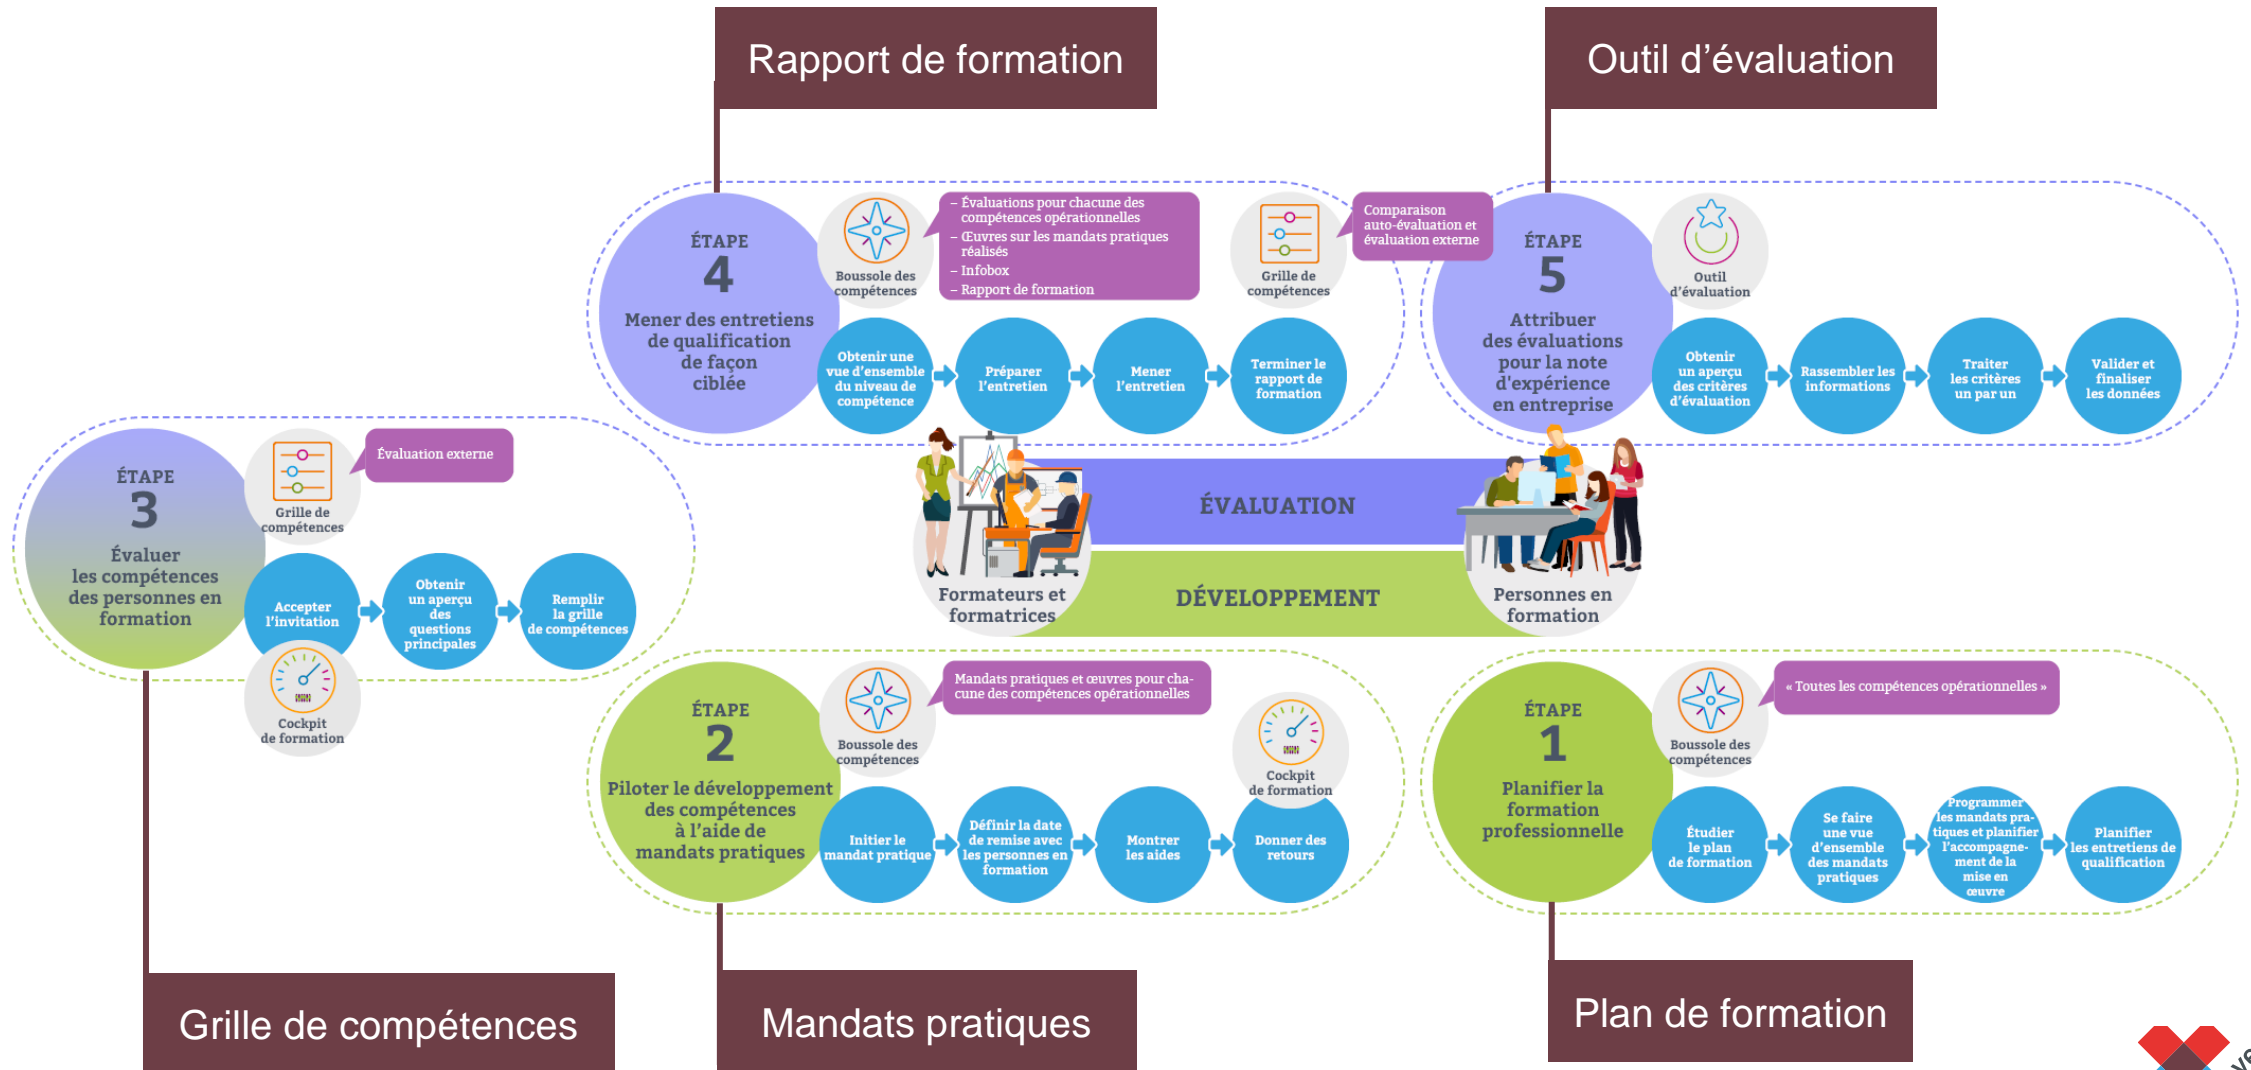 Rapport de formation
Outil d’évaluation
ÉTAPE
4
Mener des entretiens
de qualification
de façon
ciblée
Boussole des
compétences
– Évaluations pour chacune des
compétences opérationnelles
– Œuvres sur les mandats pratiques
réalisés
– Infobox
– Rapport de formation
Grille de
compétences
Comparaison
auto-évaluation et
évaluation externe
Obtenir une
vue d’ensemble
du niveau de
compétence
Préparer
l’entretien
Mener
l’entretien
Terminer le
rapport de
formation
ÉTAPE
5
Attribuer
des évaluations
pour la note
d'expérience
en entreprise
Outil
d’évaluation
Obtenir
un aperçu
des critères
d’évaluation
Rassembler les
informations
Traiter
les critères
un par un
Valider et
finaliser
les données
ÉTAPE
3
Évaluer
les compétences
des personnes en
formation
Grille de
compétences
Évaluation externe
Accepter
l’invitation
Obtenir
un aperçu
des
questions
principales
Remplir
la grille
de compétences
Cockpit
de formation
ÉVALUATION
DÉVELOPPEMENT
Formateurs et
formatrices
Personnes en
formation
ÉTAPE
2
Piloter le développement
des compétences
à l’aide de
mandats pratiques
Boussole des
compétences
Mandats pratiques et œuvres pour cha-
cune des compétences opérationnelles
Cockpit
de formation
Initier le
mandat pratique
Définir la date
de remise avec
les personnes en
formation
Montrer
les aides
Donner des
retours
ÉTAPE
1
Planifier la
formation
professionnelle
Boussole des
compétences
« Toutes les compétences opérationnelles »
Étudier
le plan
de formation
Se faire
une vue
d’ensemble
des mandats
pratiques
Programmer
les mandats pra-
tiques et planifier
l’accompagne-
ment de la
mise en
œuvre
Planifier
les entretiens de
qualification
Grille de compétences
Mandats pratiques
Plan de formation